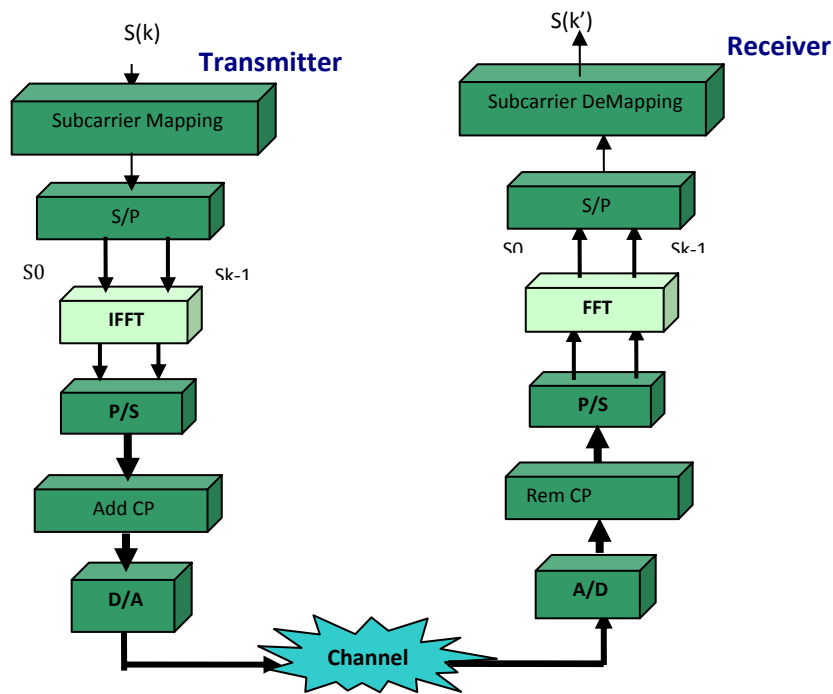 S(k)
Transmitter
Subcarrier Mapping
S/P
S0
Sk-1
IFFT
P/S
Add CP
D/A
Channel
S(k’)
Receiver
Subcarrier DeMapping
S/P
S0
Sk-1
FFT
P/S
Rem CP
A/D